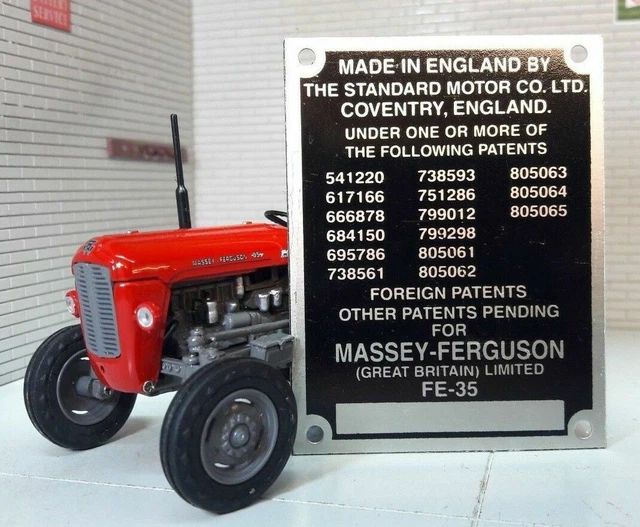 SERVICE
MADE IN ENGLAND BY
THE STANDARD MOTOR CO. LTD.
COVENTRY, ENGLAND.
UNDER ONE OR MORE OF
THE FOLLOWING PATENTS
541220 738593 805063
617166 751286 805064
666878 799012 805065
684150 799298
695786 805061
738561 805062
FOREIGN PATENTS
OTHER PATENTS PENDING
FOR
MASSEY-FERGUSON
(GREAT BRITAIN) LIMITED
FE-35
MASSEY FERGUSON